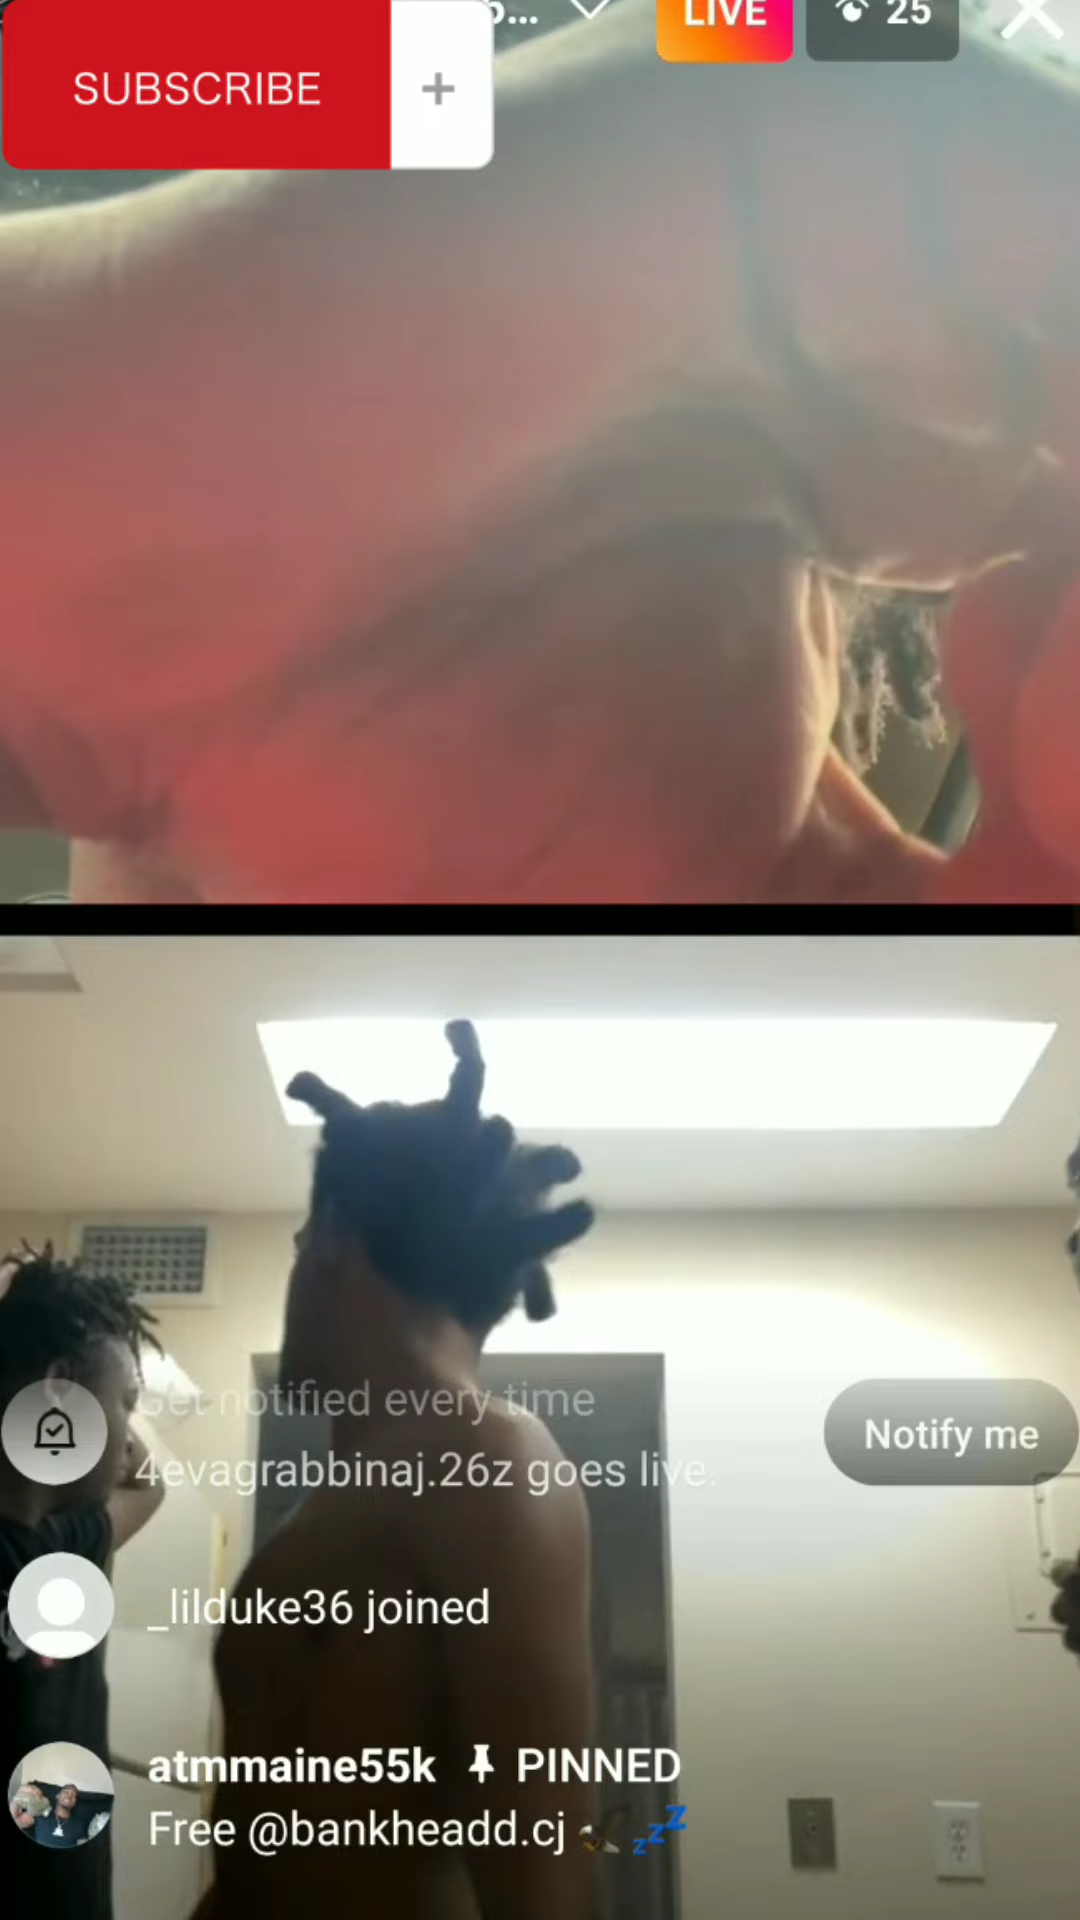 LIVE
25
SUBSCRIBE
+
Get notified every time
4evagrabbinaj.26z goes live.
Notify me
_lilduke36 joined
atmmaine55k PINNED
Free @bankheadd.cj 💤